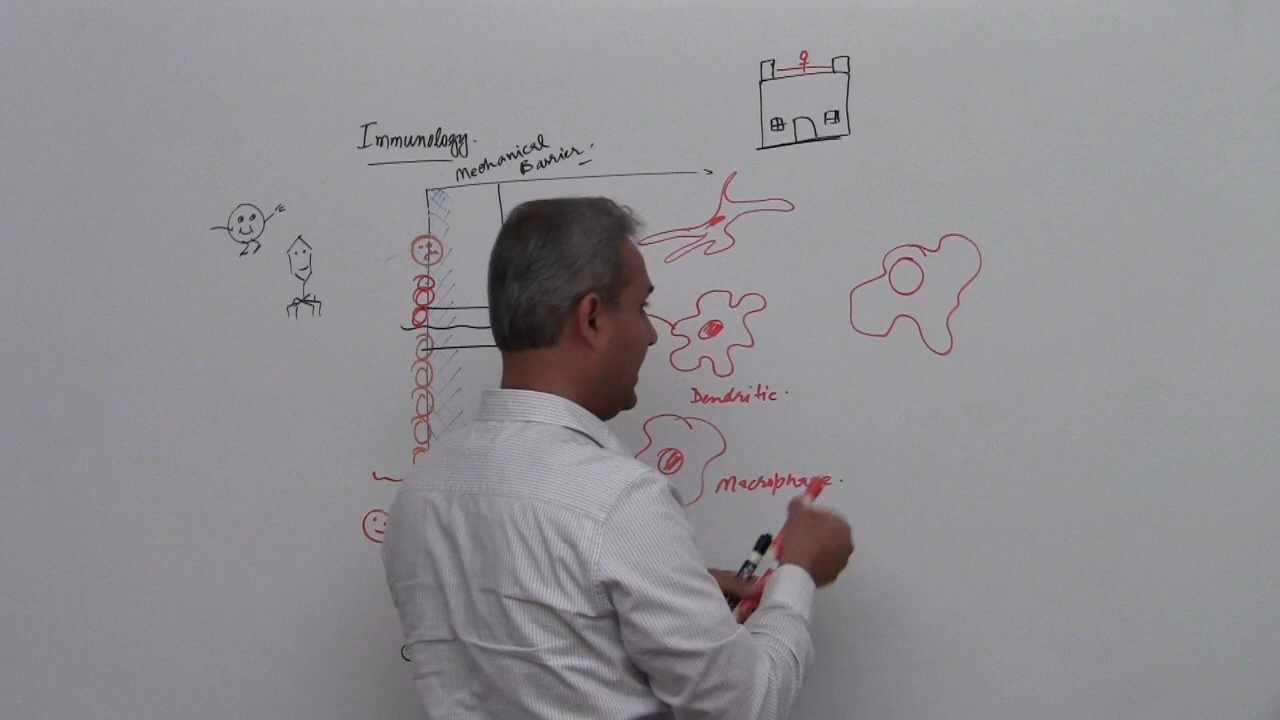 Immunology.
Mechanical
Barrier.
Dendritic.
Macrophage.